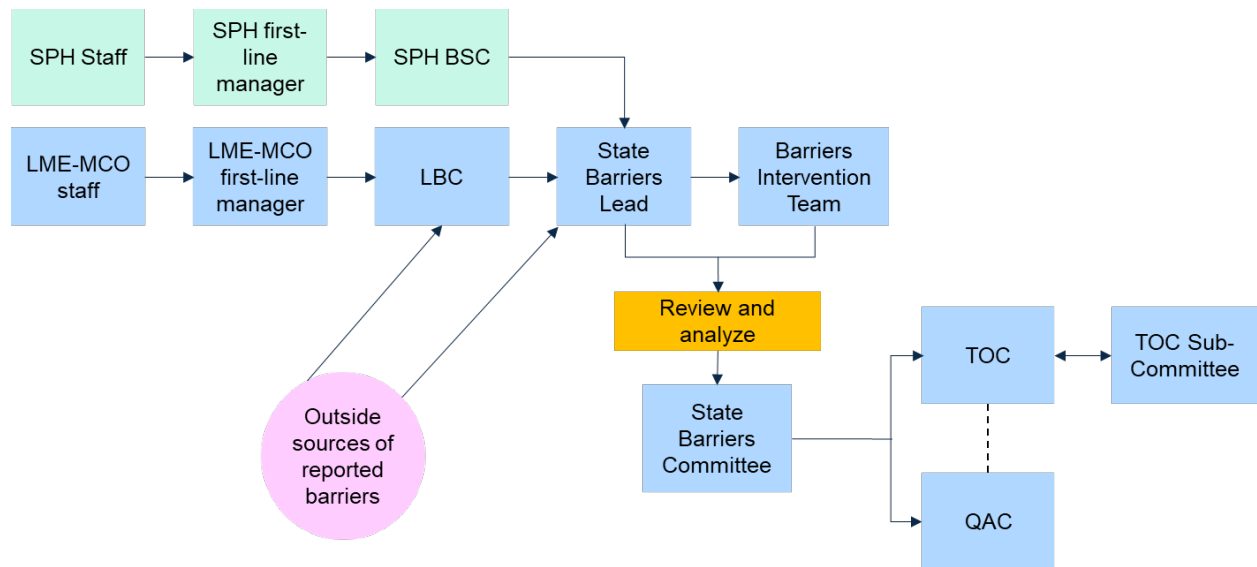 SPH Staff
SPH first-
line
manager
SPH BSC
LME-MCO
staff
LME-MCO
first-line
manager
LBC
State
Barriers
Lead
Barriers
Intervention
Team
Review and
analyze
Outside
sources of
reported
barriers
State
Barriers
Committee
TOC
TOC Sub-
Committee
QAC